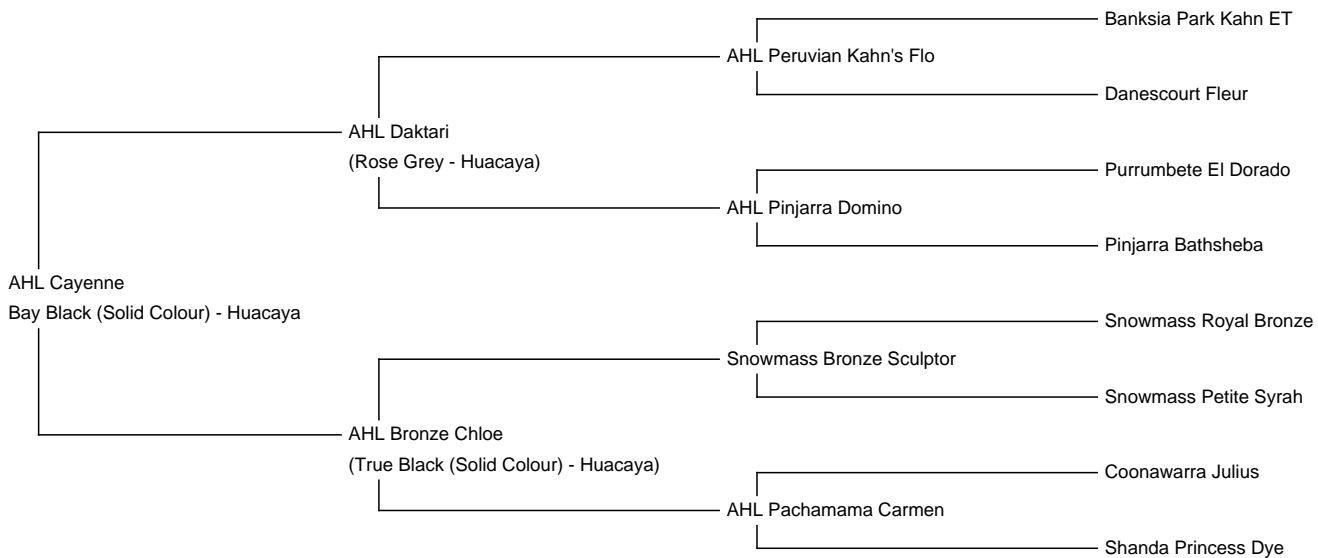 Banksia Park Kahn ET
AHL Peruvian Kahn's Flo
Danescourt Fleur
AHL Daktari
(Rose Grey - Huacaya)
Purrumbete El Dorado
AHL Pinjarra Domino
Pinjarra Bathsheba
AHL Cayenne
Bay Black (Solid Colour) - Huacaya
Snowmass Royal Bronze
Snowmass Bronze Sculptor
Snowmass Petite Syrah
AHL Bronze Chloe
(True Black (Solid Colour) - Huacaya)
Coonawarra Julius
AHL Pachamama Carmen
Shanda Princess Dye